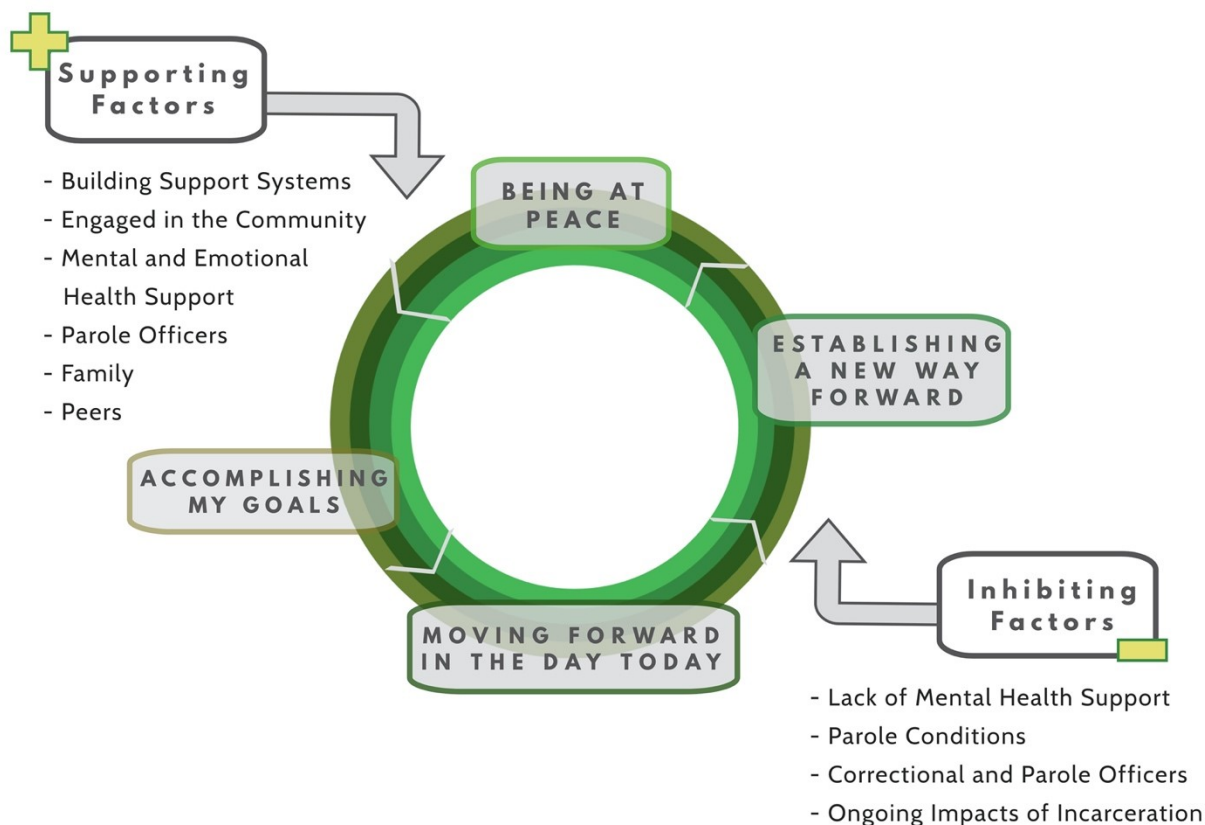 Supporting
Factors
- Building Support Systems
- Engaged in the Community
- Mental and Emotional
Health Support
- Parole Officers
- Family
- Peers
BEING AT
PEACE
ESTABLISHING
A NEW WAY
FORWARD
ACCOMPLISHING
MY GOALS
MOVING FORWARD
IN THE DAY TODAY
Inhibiting
Factors
- Lack of Mental Health Support
- Parole Conditions
- Correctional and Parole Officers
- Ongoing Impacts of Incarceration